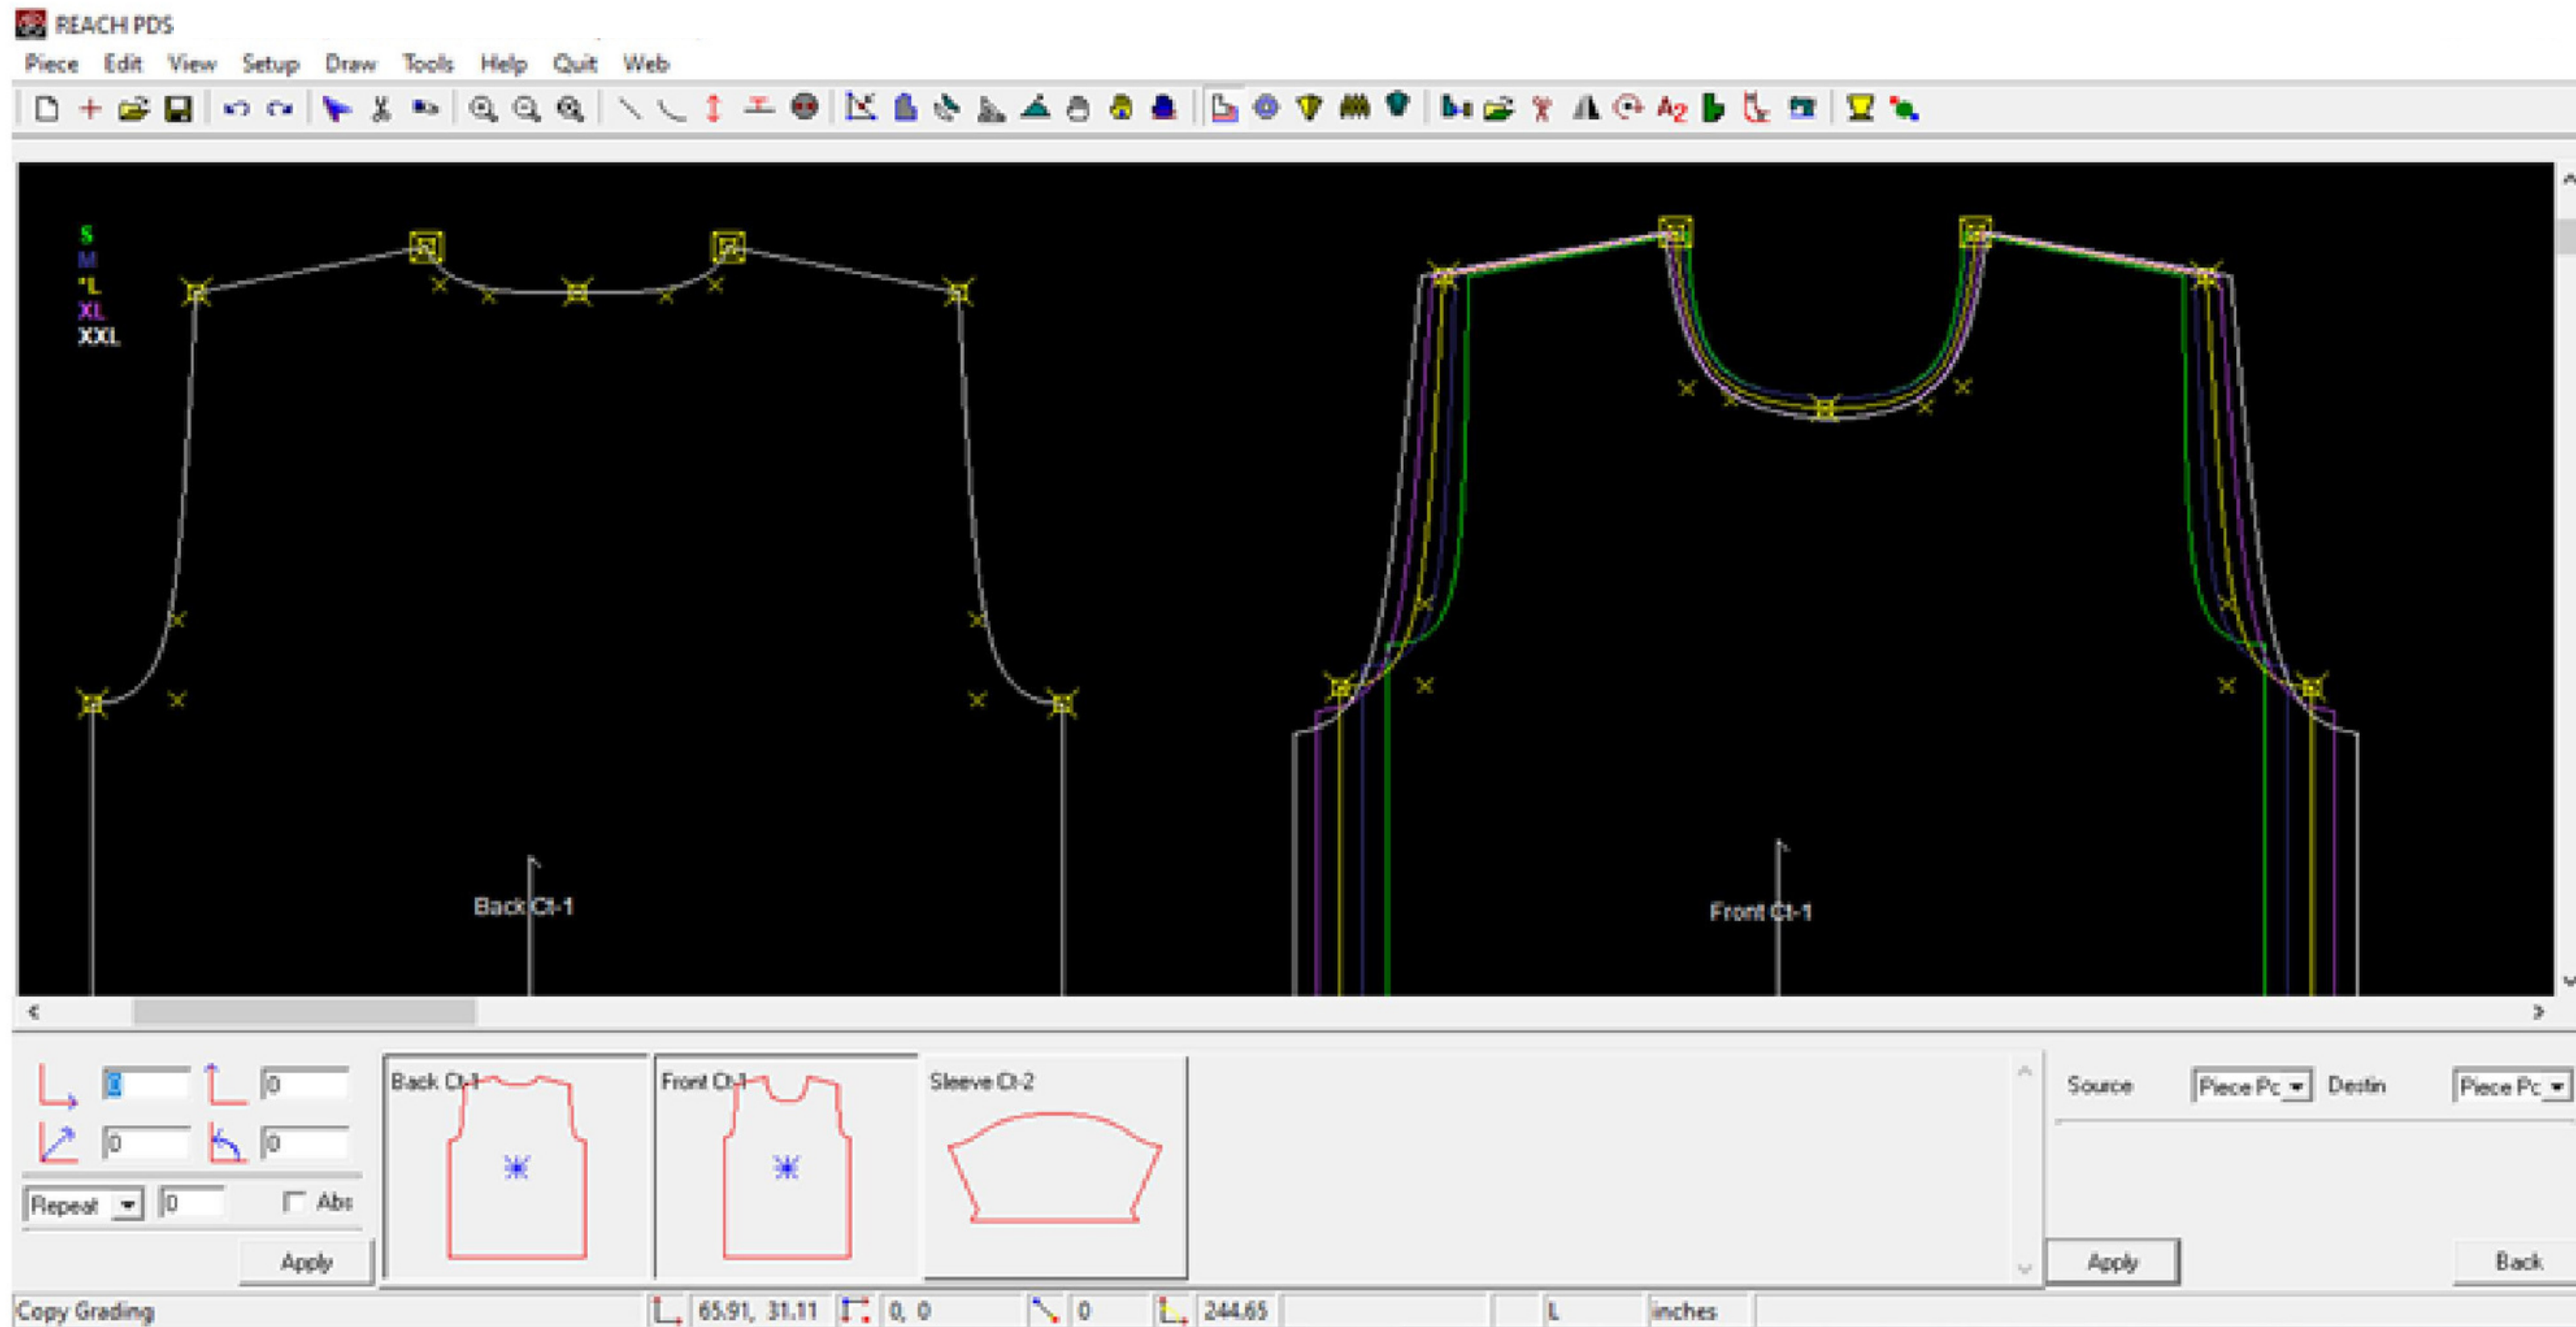 REACH PDS
Piece Edit View Setup Draw Tools Help Quit Web
S
M
*L
XL
XXL
Back Ct-1
Front Ct-1
0 0
0 0
Repeat 0 Abs
Apply
Back Ct-1
Front Ct-1
Sleeve Ct-2
Source Piece Pc Destin Piece Pc
Apply Back
Copy Grading 65.91, 31.11 0, 0 0 244.65 L inches